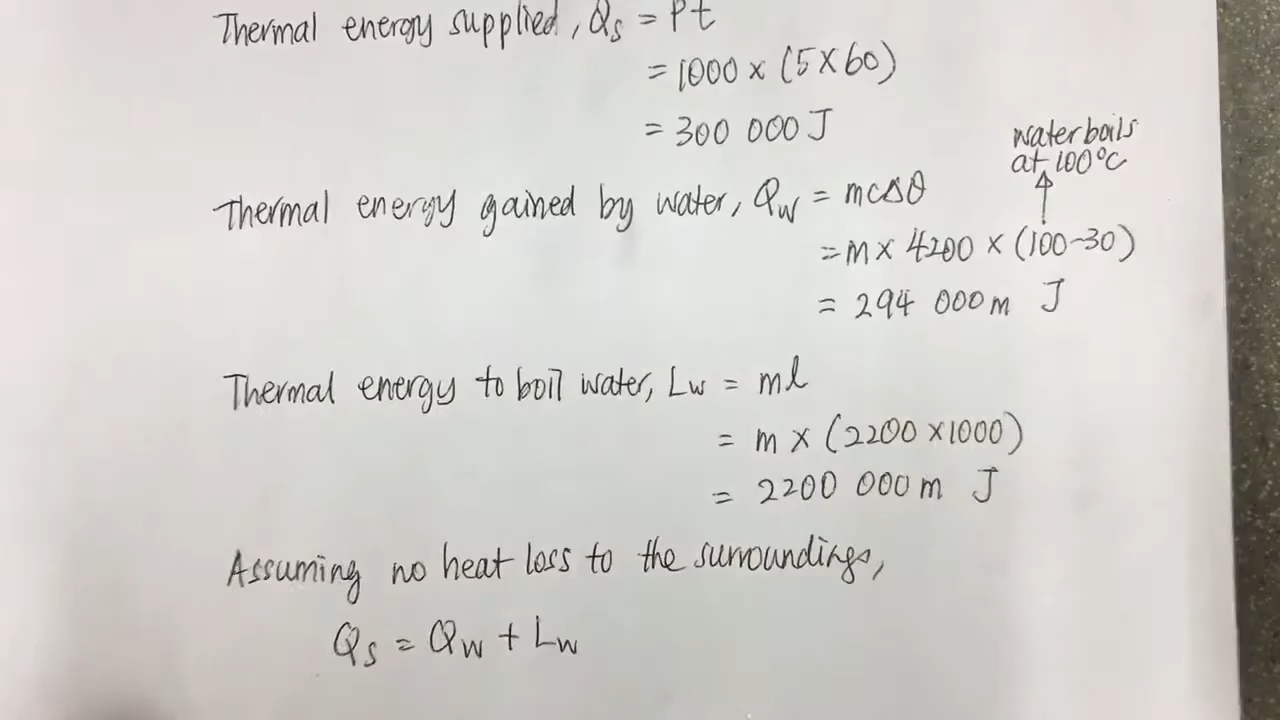 Thermal energy supplied, Qs = Pt
= 1000 × (5 × 60)
= 300 000 J
water boils
at 100°C
Thermal energy gained by water, Qw = mcΔθ
= m × 4200 × (100-30)
= 294 000m J
Thermal energy to boil water, Lw = ml
= m × (2200 × 1000)
= 2200 000m J
Assuming no heat loss to the surroundings,
Qs = Qw + Lw